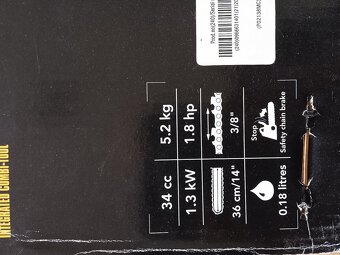 INTEGRATED COMBI-TOOL
34 cc
5.2 kg
1.3 kW
1.8 hp
36 cm/14"
3/8"
Stop
Safety chain brake
0.18 litres